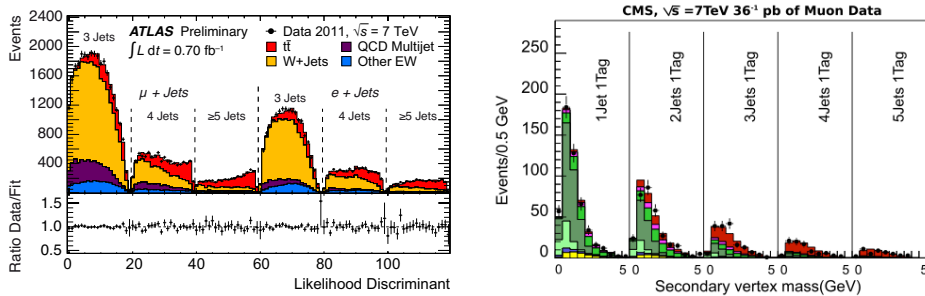 ATLAS Preliminary
∫L dt = 0.70 fb⁻¹
Data 2011, √s = 7 TeV
tt̄
W+Jets
QCD Multijet
Other EW
3 Jets
μ + Jets
4 Jets
≥5 Jets
3 Jets
e + Jets
4 Jets
≥5 Jets
Events
2400
2000
1600
1200
800
400
Ratio Data/Fit
1.5
1.0
0.5
0 20 40 60 80 100
Likelihood Discriminant
CMS, √s =7TeV 36⁻¹ pb of Muon Data
Events/0.5 GeV
250
200
150
100
50
0
1Jet 1Tag
2Jets 1Tag
3Jets 1Tag
4Jets 1Tag
5Jets 1Tag
0 5 0 5 0 5 0 5 0 5
Secondary vertex mass(GeV)